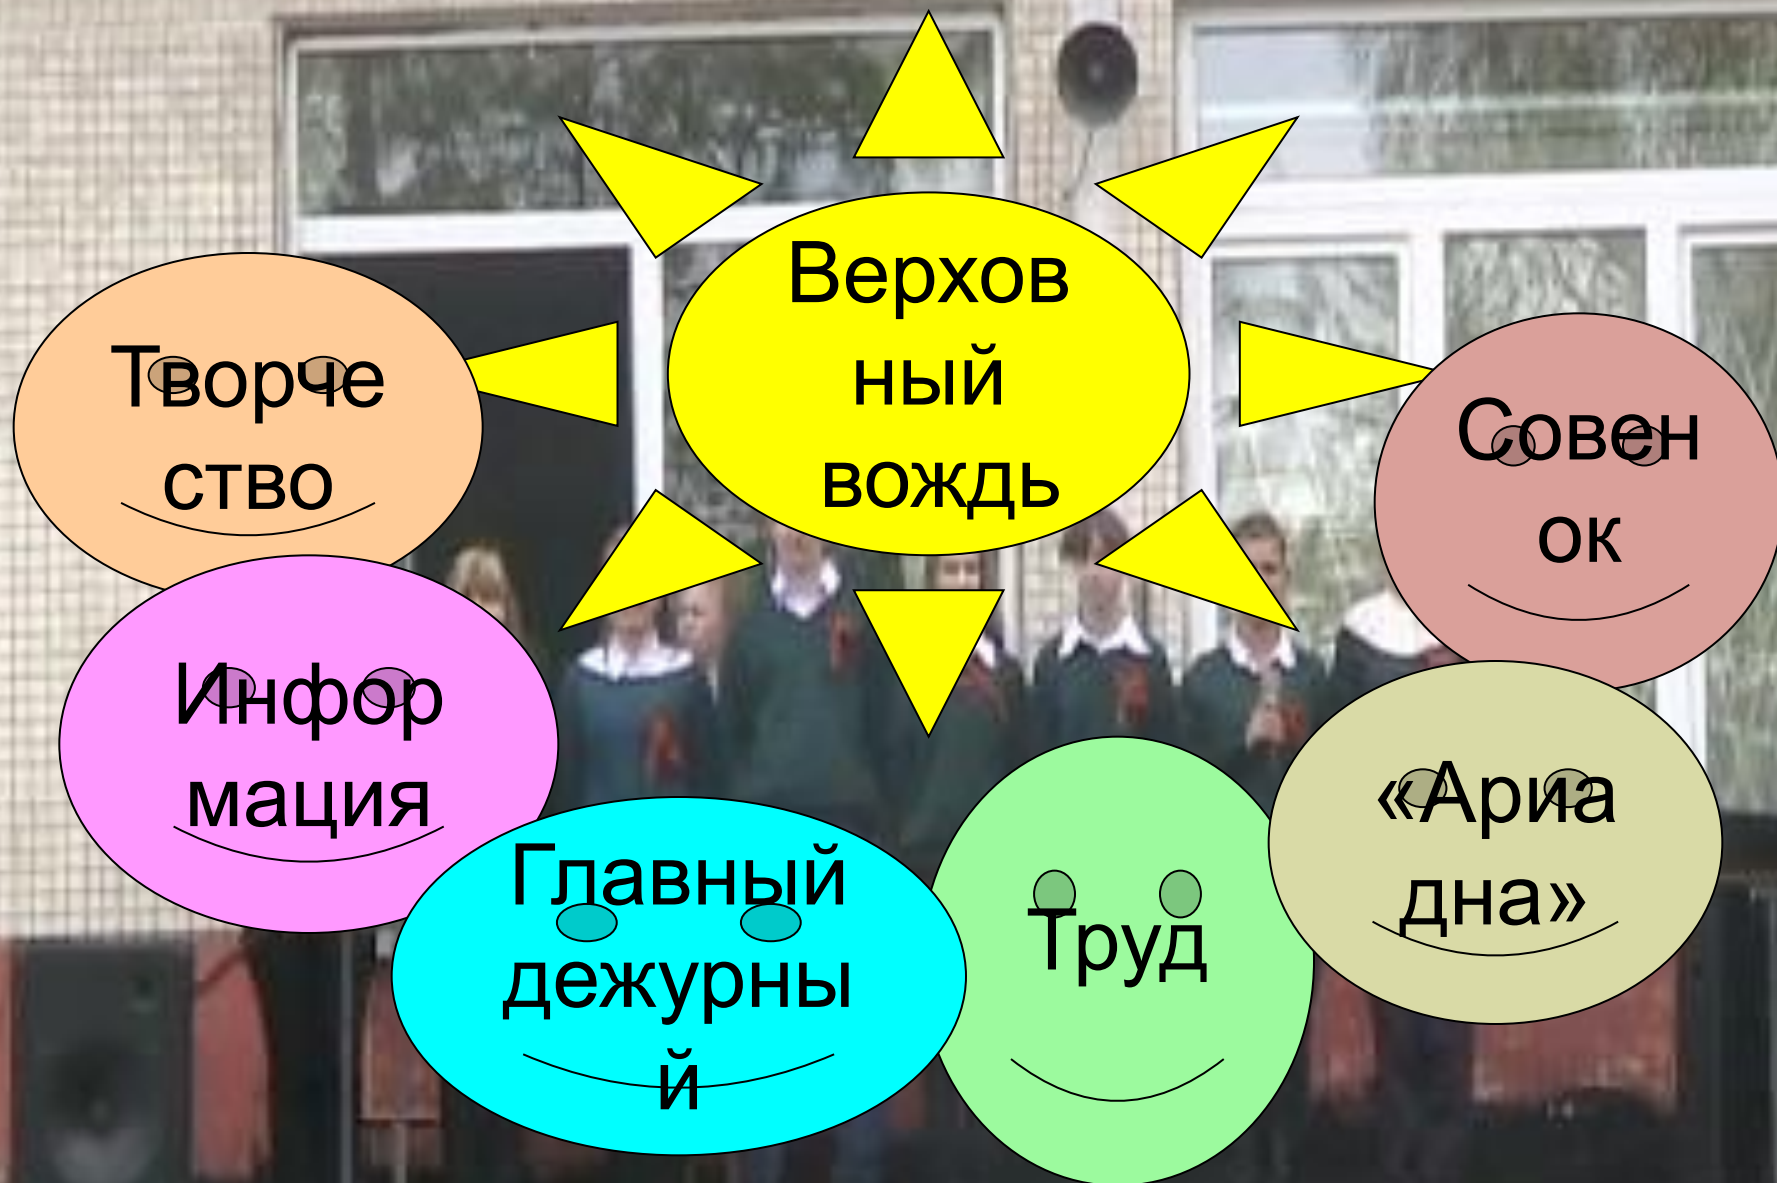 Верхов
ный
вождь
Творче
ство
Совен
ок
Инфор
мация
«Ариа
дна»
Главный
дежурны
й
Труд